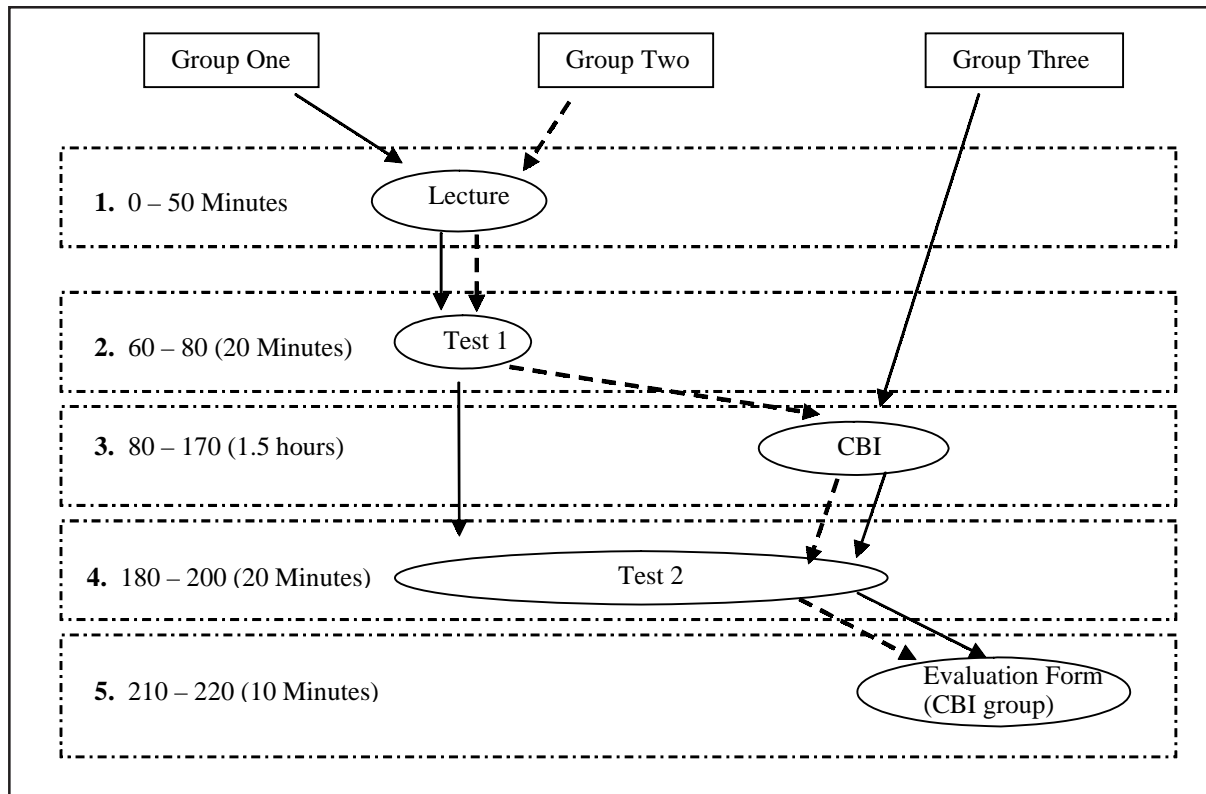 Group One
Group Two
Group Three
1. 0 – 50 Minutes
Lecture
2. 60 – 80 (20 Minutes)
Test 1
3. 80 – 170 (1.5 hours)
CBI
4. 180 – 200 (20 Minutes)
Test 2
5. 210 – 220 (10 Minutes)
Evaluation Form
(CBI group)